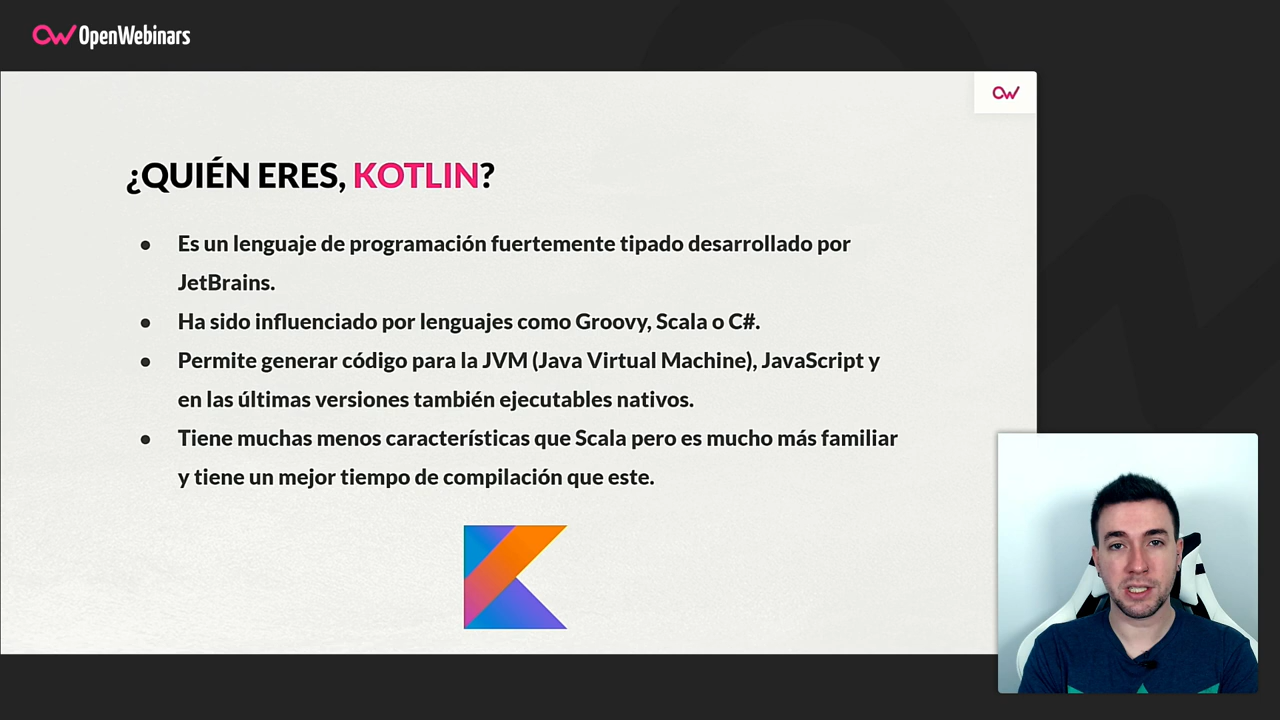 OpenWebinars
¿QUIÉN ERES, KOTLIN?
● Es un lenguaje de programación fuertemente tipado desarrollado por
JetBrains.
● Ha sido influenciado por lenguajes como Groovy, Scala o C#.
● Permite generar código para la JVM (Java Virtual Machine), JavaScript y
en las últimas versiones también ejecutables nativos.
● Tiene muchas menos características que Scala pero es mucho más familiar
y tiene un mejor tiempo de compilación que este.